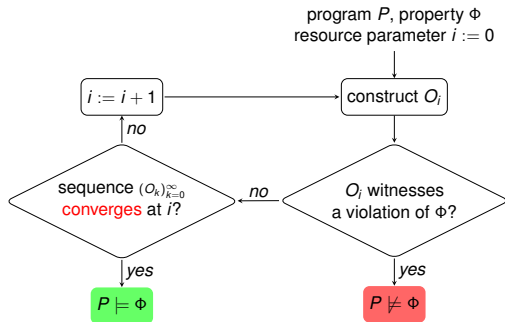 program P, property Φ
resource parameter i := 0
i := i + 1
construct O_i
no
sequence (O_k)_{k=0}^∞
converges at i?
no
O_i witnesses
a violation of Φ?
yes
yes
P ⊨ Φ
P ⊭ Φ